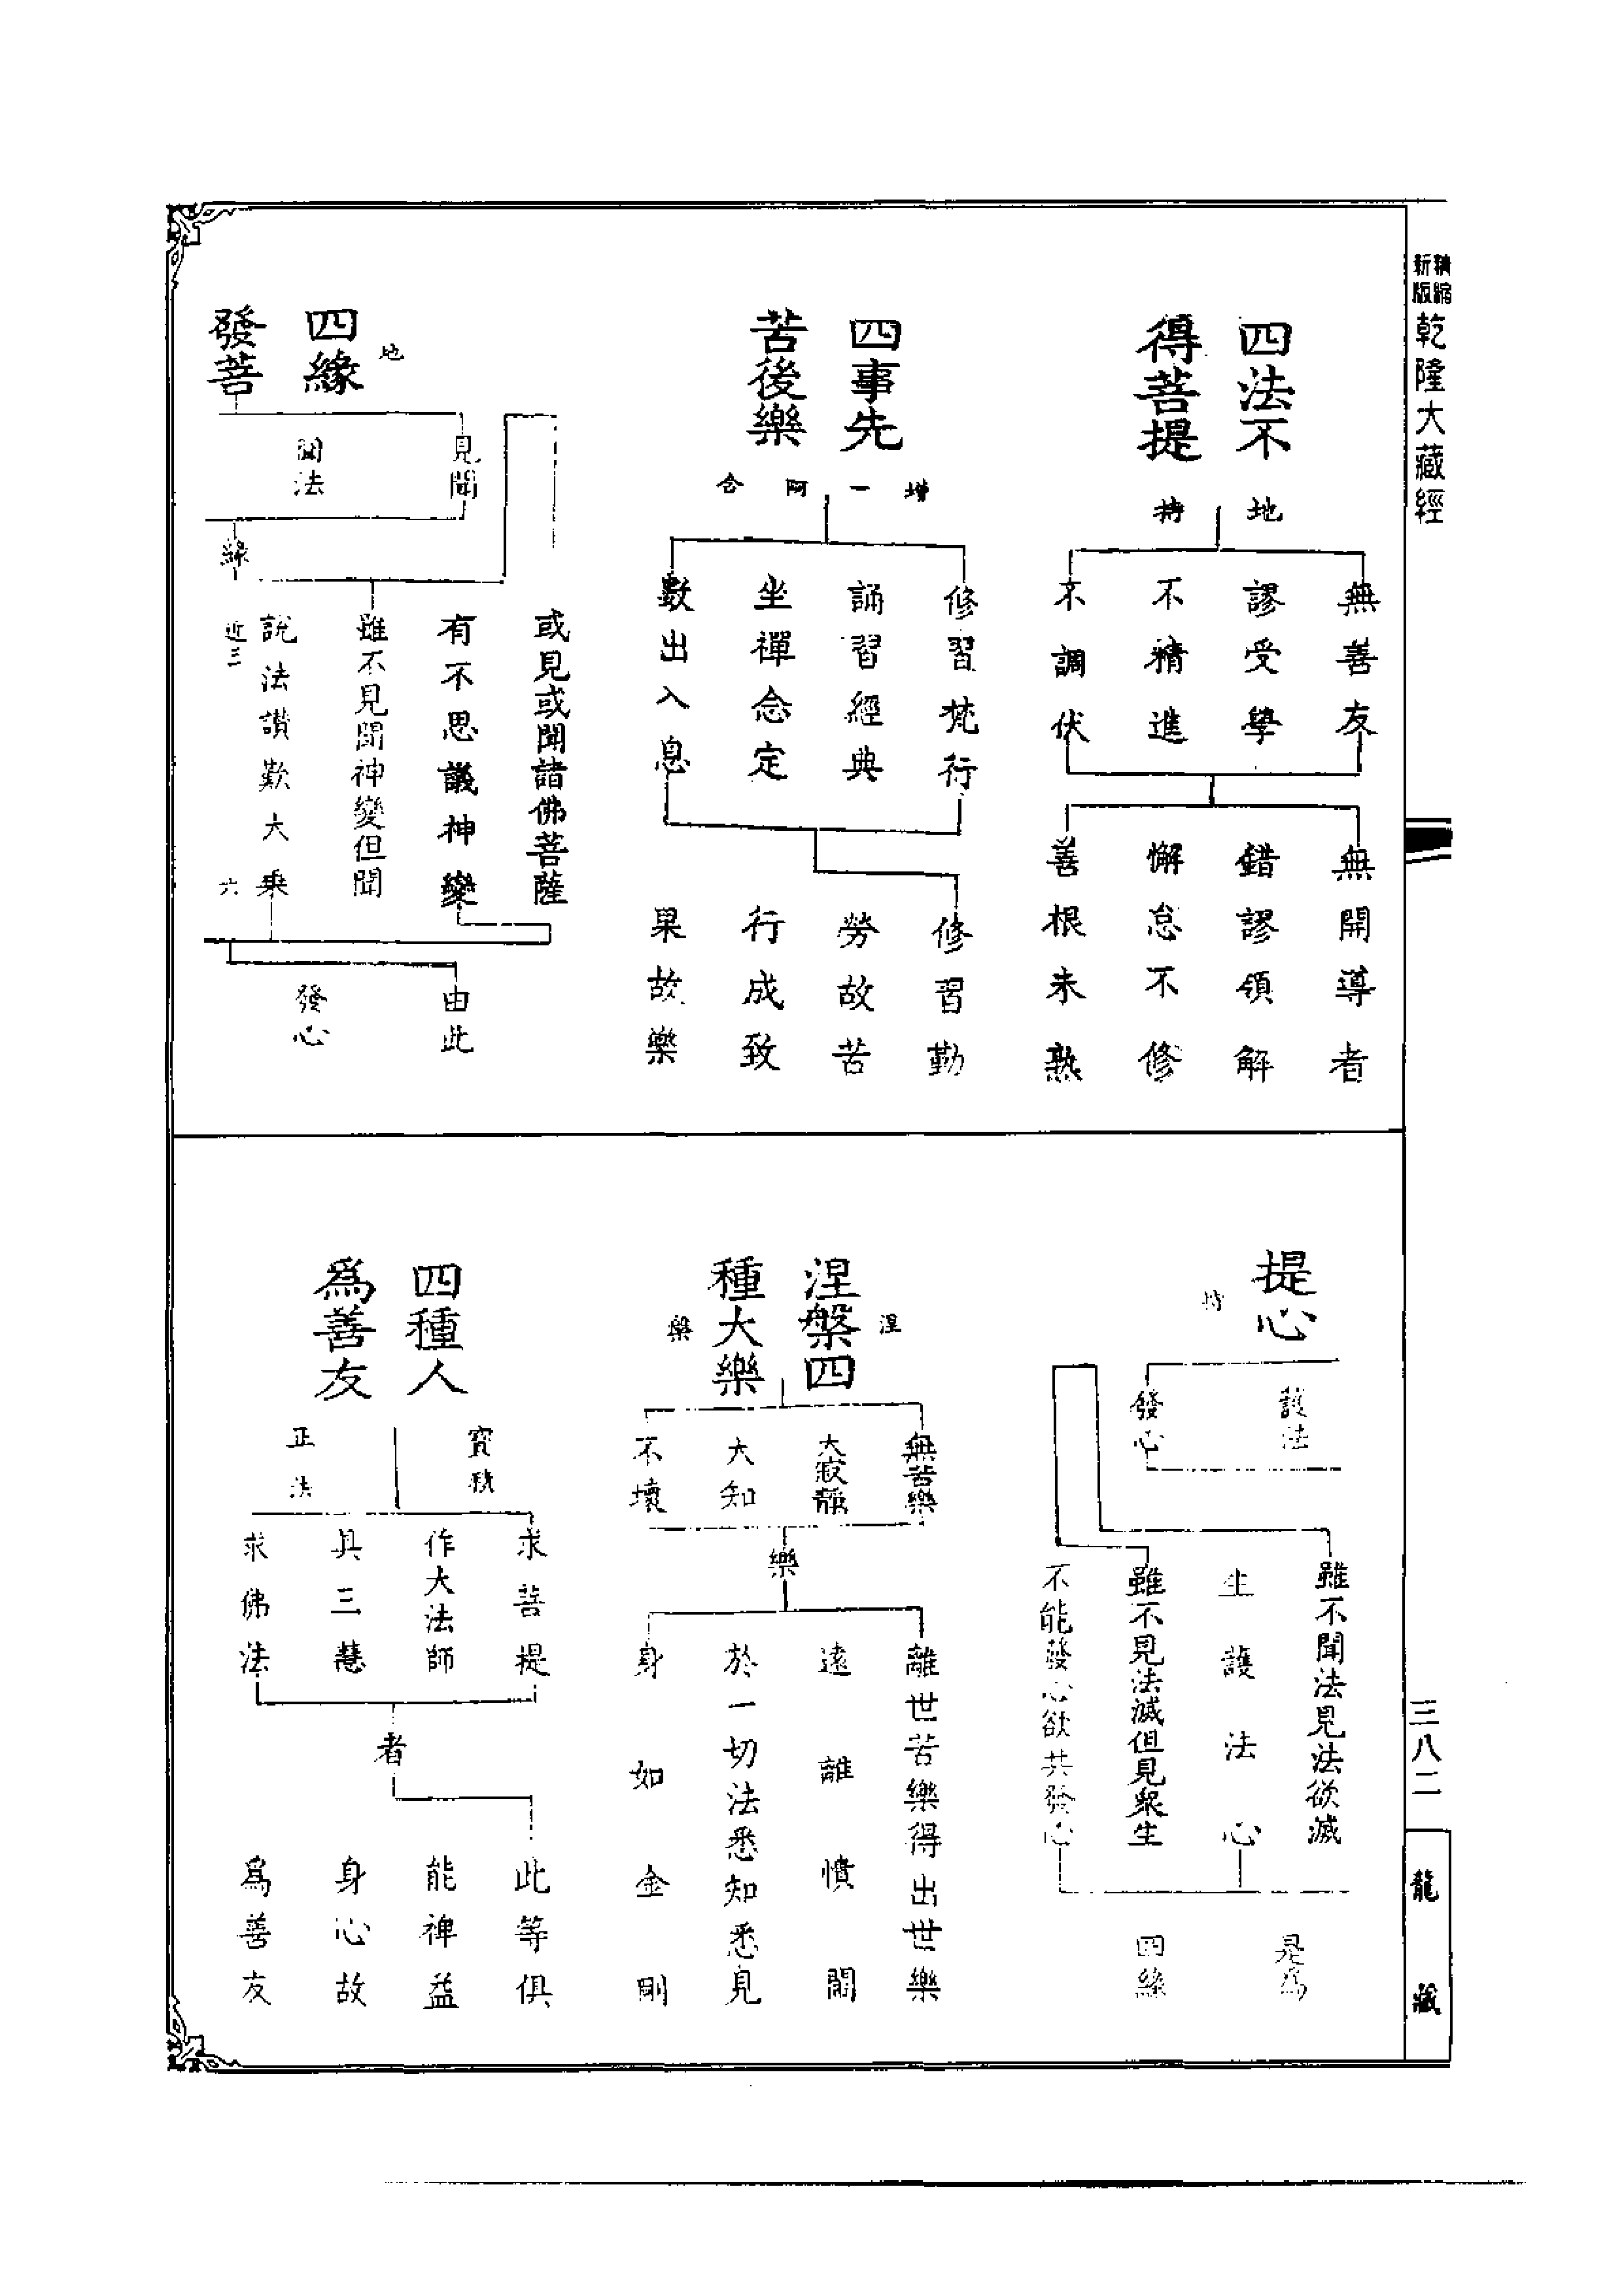 精縮
新版
乾隆大藏經
四法不
得菩提
地
持
無善友
謬受學
不精進
不調伏
無開導者
錯謬領解
懈怠不修
善根未熟
四事先
苦後樂
增一阿含
修習梵行
誦習經典
坐禪念定
數出入息
修習勤
勞故苦
行成致
果故樂
地
四緣
發菩
見聞
聞法
緣
或見或聞諸佛菩薩
有不思議神變
雖不見聞神變但聞
說法讚歎大乘
近三
六
由此
發心
提心
持
護法
發心
雖不聞法見法欲滅
生護法心
雖不見法滅但見衆生
不能發心欲共發心
是爲
四緣
涅
涅槃四
種大樂
槃
無苦樂
大寂靜
大知
不壞
樂
離世苦樂得出世樂
遠離憒閙
於一切法悉知悉見
身如金剛
四種人
爲善友
寶積
正法
求菩提
作大法師
具三慧
求佛法
者
此等俱
能裨益
身心故
爲善友
三八二
龍藏